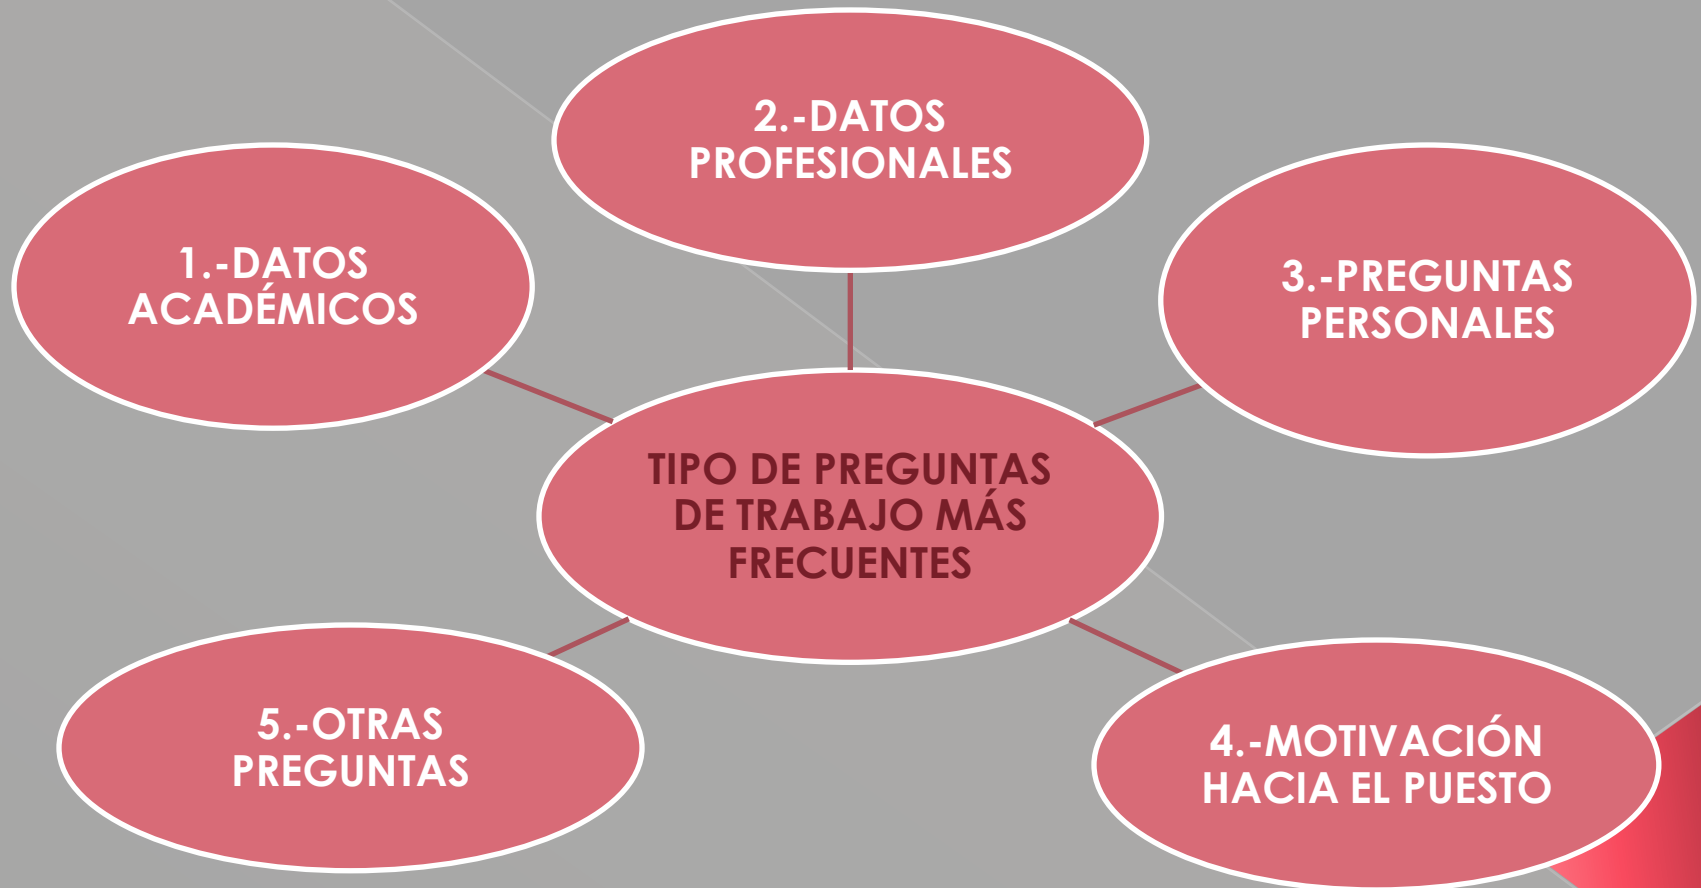 1.-DATOS
ACADÉMICOS
2.-DATOS
PROFESIONALES
3.-PREGUNTAS
PERSONALES
TIPO DE PREGUNTAS
DE TRABAJO MÁS
FRECUENTES
4.-MOTIVACIÓN
HACIA EL PUESTO
5.-OTRAS
PREGUNTAS